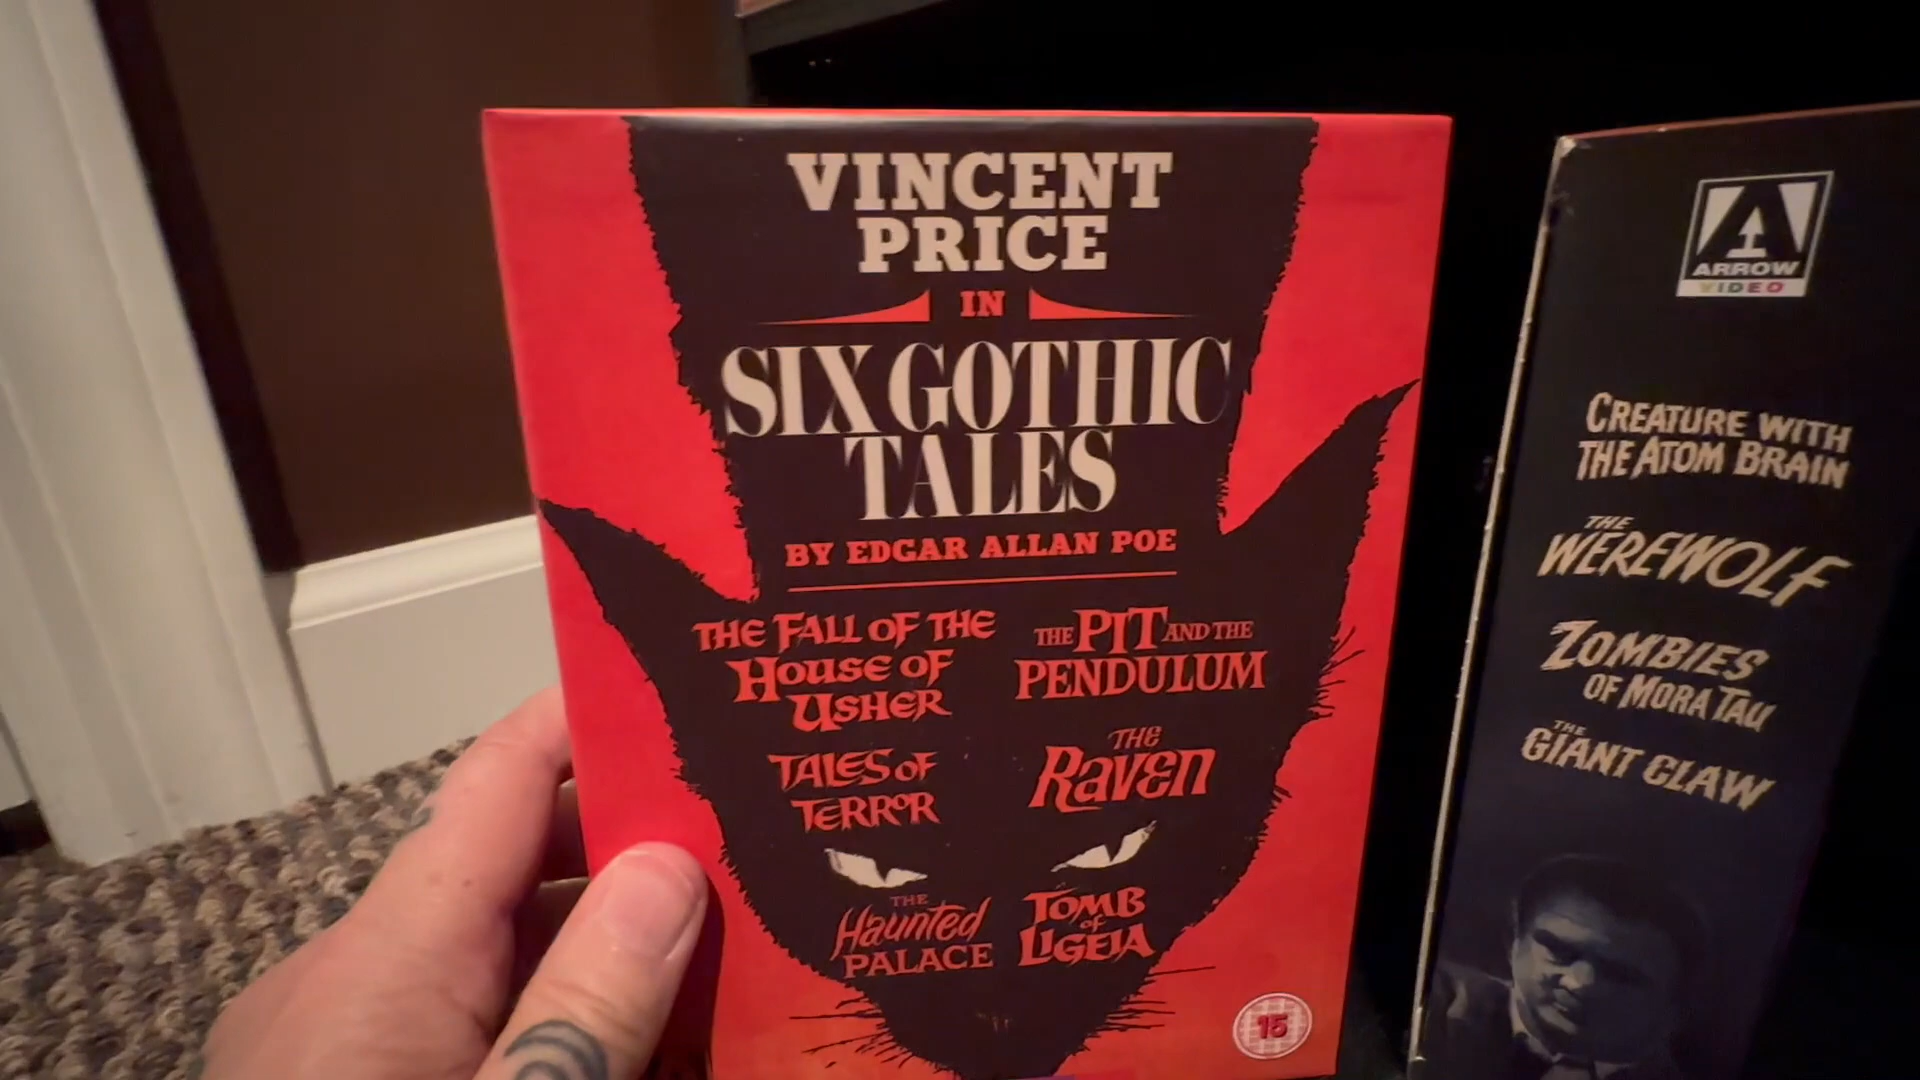 VINCENT
PRICE
IN
SIX GOTHIC
TALES
BY EDGAR ALLAN POE
THE FALL OF THE
HOUSE OF
USHER
THE PIT AND THE
PENDULUM
TALES OF
TERROR
THE
RAVEN
THE
Haunted
PALACE
TOMB
OF
LIGEIA
15
ARROW
VIDEO
CREATURE WITH
THE ATOM BRAIN
THE
WEREWOLF
ZOMBIES
OF MORA TAU
THE
GIANT CLAW